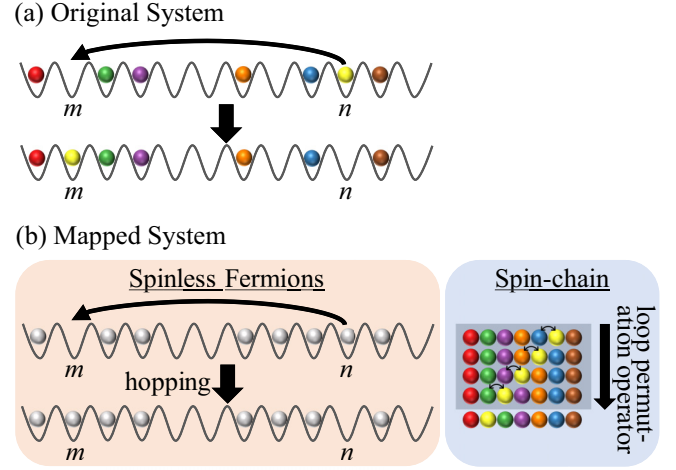 (a) Original System
m
n
m
n
(b) Mapped System
Spinless Fermions
m
n
hopping
m
n
Spin-chain
loop permut-
ation operator